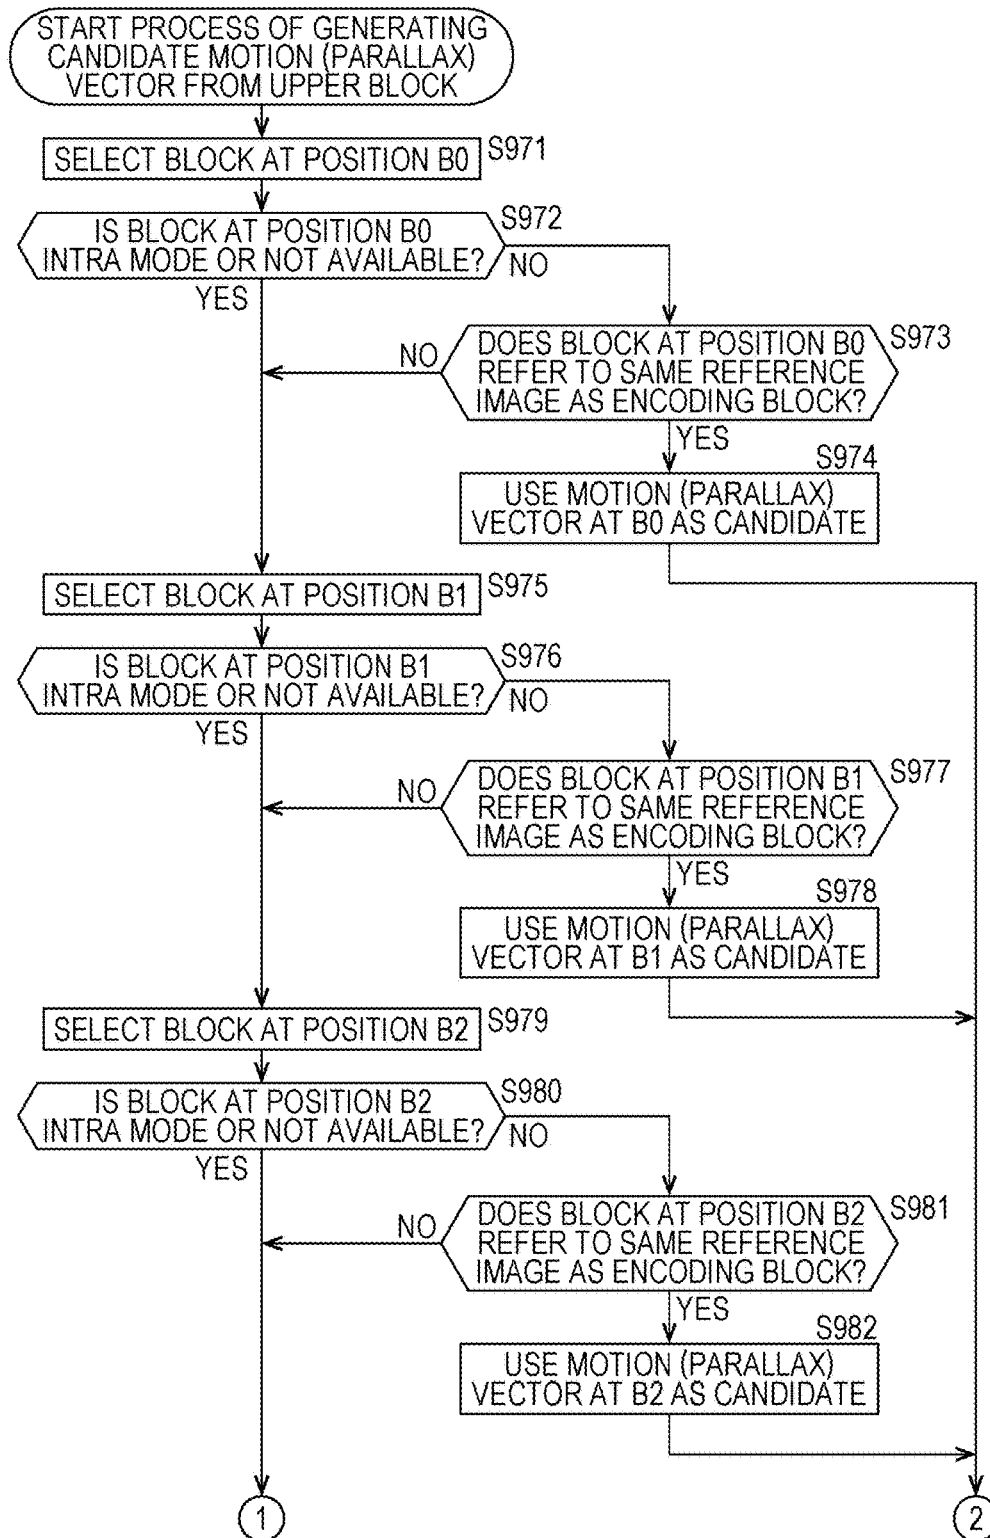 START PROCESS OF GENERATING
CANDIDATE MOTION (PARALLAX)
VECTOR FROM UPPER BLOCK
SELECT BLOCK AT POSITION B0
S971
IS BLOCK AT POSITION B0
INTRA MODE OR NOT AVAILABLE?
S972
NO
YES
DOES BLOCK AT POSITION B0
REFER TO SAME REFERENCE
IMAGE AS ENCODING BLOCK?
S973
NO
YES
S974
USE MOTION (PARALLAX)
VECTOR AT B0 AS CANDIDATE
SELECT BLOCK AT POSITION B1
S975
IS BLOCK AT POSITION B1
INTRA MODE OR NOT AVAILABLE?
S976
NO
YES
DOES BLOCK AT POSITION B1
REFER TO SAME REFERENCE
IMAGE AS ENCODING BLOCK?
S977
NO
YES
S978
USE MOTION (PARALLAX)
VECTOR AT B1 AS CANDIDATE
SELECT BLOCK AT POSITION B2
S979
IS BLOCK AT POSITION B2
INTRA MODE OR NOT AVAILABLE?
S980
NO
YES
DOES BLOCK AT POSITION B2
REFER TO SAME REFERENCE
IMAGE AS ENCODING BLOCK?
S981
NO
YES
S982
USE MOTION (PARALLAX)
VECTOR AT B2 AS CANDIDATE
1
2